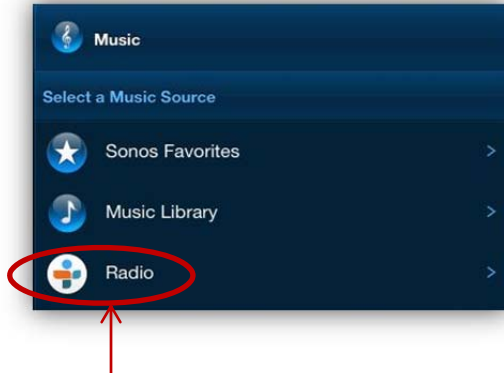 Music
Select a Music Source
Sonos Favorites
Music Library
Radio